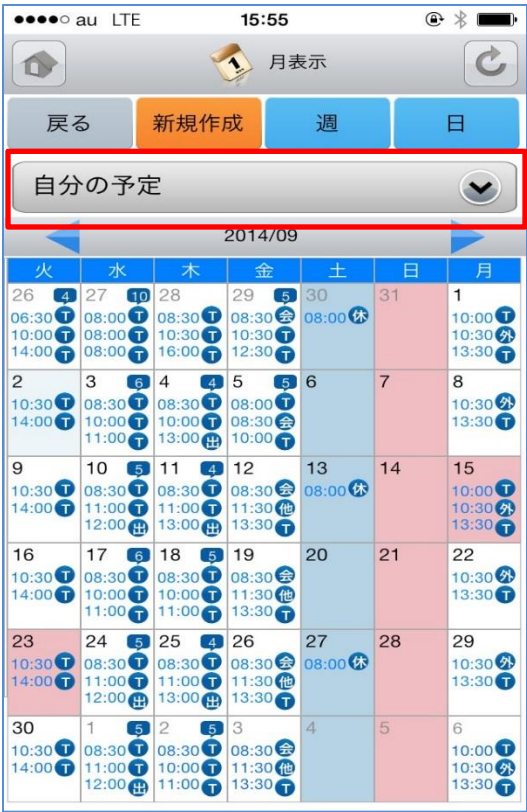 au LTE 15:55
1
月表示
戻る 新規作成 週 日
自分の予定
2014/09
火 水 木 金 土 日 月
26 4 27 10 28 29 5 30 31 1
06:30 T 08:00 T 08:30 T 08:30 会 08:00 休 10:00 T
10:00 T 08:00 T 10:30 T 10:30 T 10:30 外
14:00 T 08:00 T 16:00 T 12:30 T 13:30 T
2 3 6 4 4 5 5 6 7 8
10:30 T 08:30 T 08:30 T 08:00 T 10:30 外
14:00 T 10:00 T 10:00 T 08:30 会 13:30 T
11:00 T 13:00 出 10:00 T
9 10 5 11 4 12 13 14 15
10:30 T 08:30 T 08:30 T 08:30 会 08:00 休 10:00 T
14:00 T 11:00 T 11:00 T 11:30 他 10:30 外
12:00 出 13:00 出 13:30 T 13:30 T
16 17 6 18 5 19 20 21 22
10:30 T 08:30 T 08:30 T 08:30 会 10:30 外
14:00 T 10:00 T 10:00 T 11:30 他 13:30 T
11:00 T 11:00 T 13:30 T
23 24 5 25 4 26 27 28 29
10:30 T 08:30 T 08:30 T 08:30 会 08:00 休 10:30 外
14:00 T 11:00 T 11:00 T 11:30 他 13:30 T
12:00 出 13:00 出 13:30 T
30 1 5 2 5 3 4 5 6
10:30 T 08:30 T 08:30 T 08:30 会 10:00 T
14:00 T 11:00 T 10:00 T 11:30 他 10:30 外
12:00 出 11:00 T 13:30 T 13:30 T